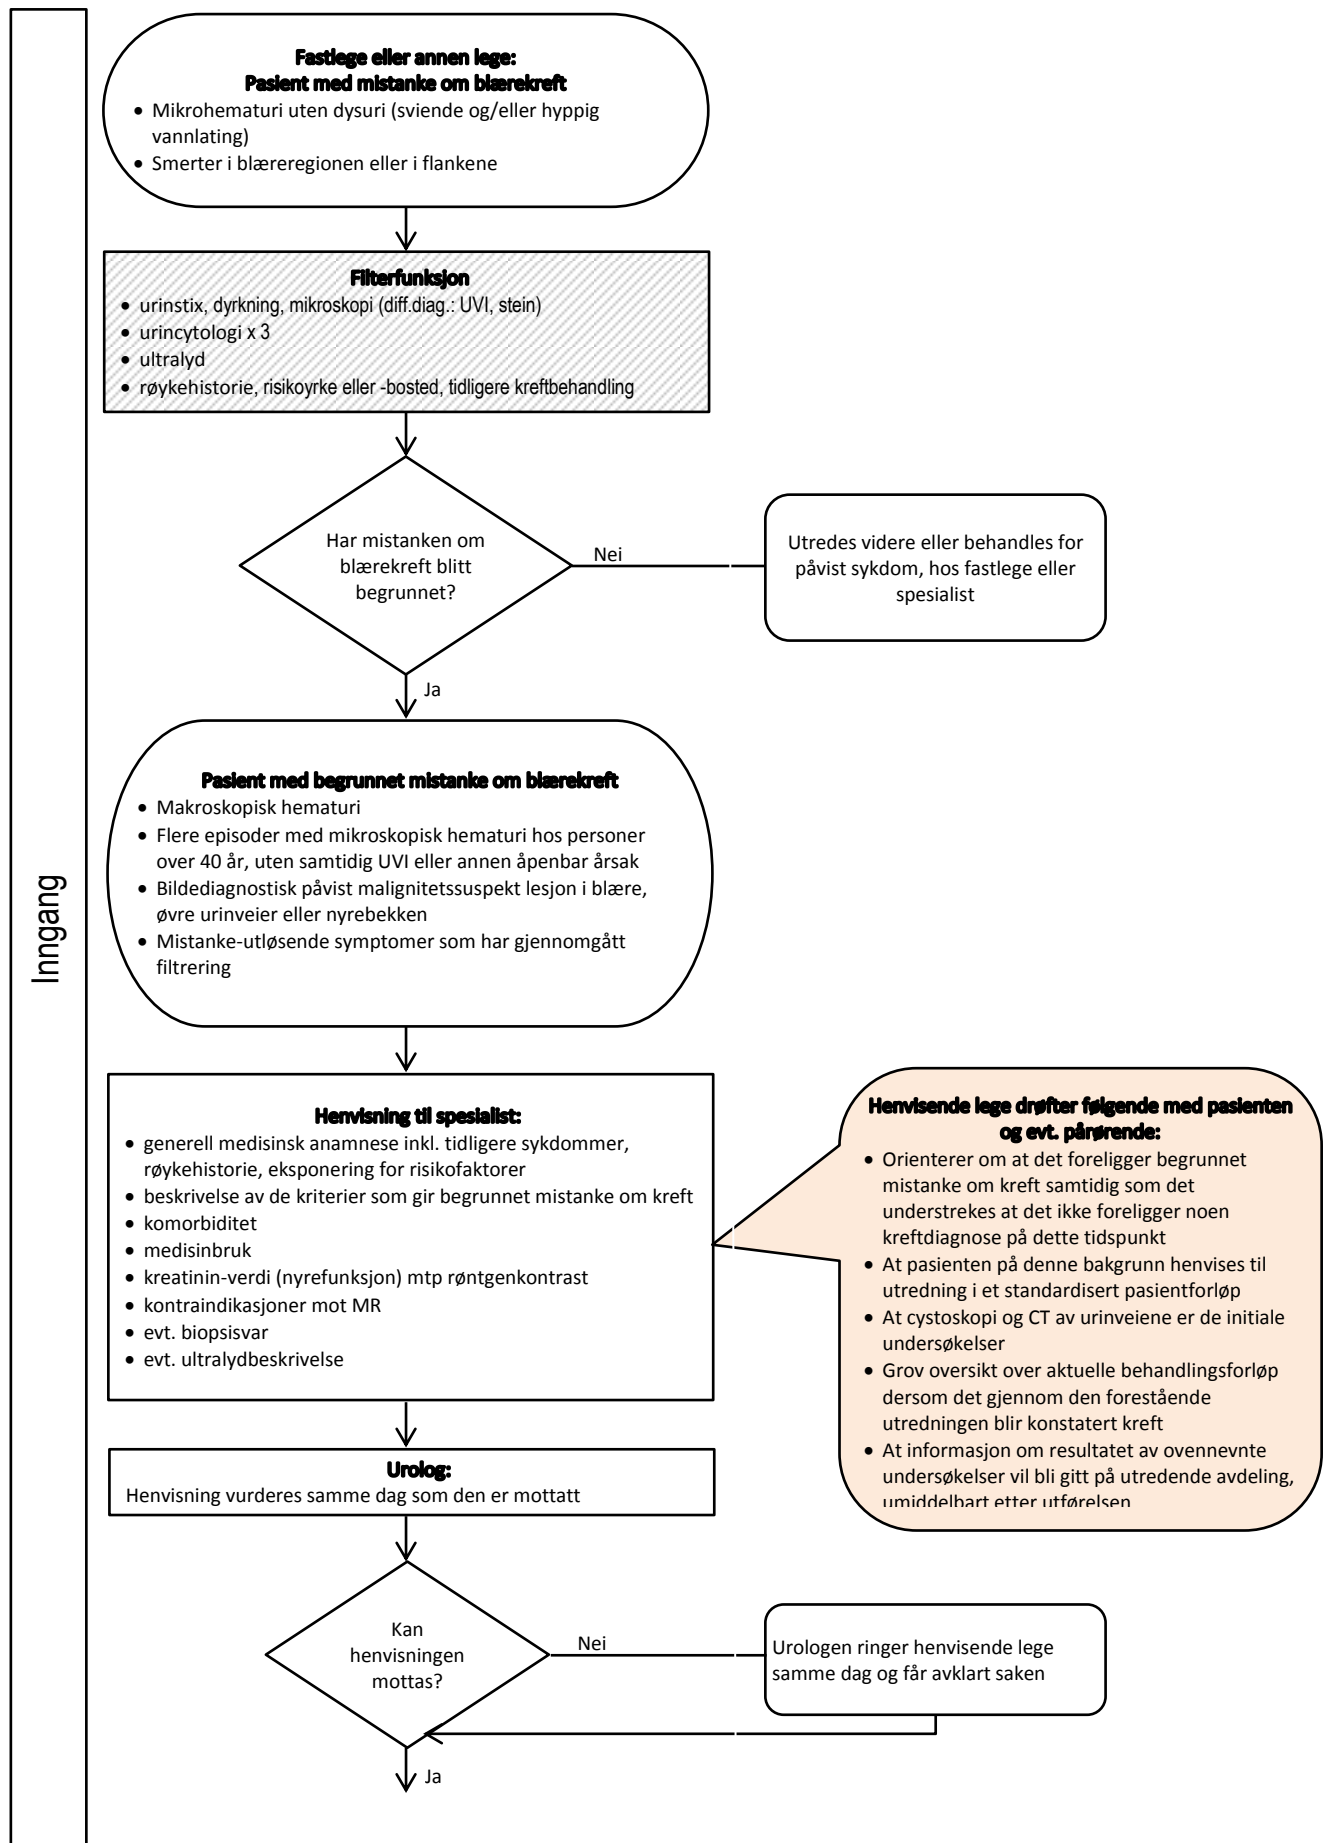 Inngang
Fastlege eller annen lege:
Pasient med mistanke om blærekreft
• Mikrohematuri uten dysuri (sviende og/eller hyppig
vannlating)
• Smerter i blæreregionen eller i flankene
Filterfunksjon
• urinstix, dyrkning, mikroskopi (diff.diag.: UVI, stein)
• urincytologi x 3
• ultralyd
• røykehistorie, risikoyrke eller -bosted, tidligere kreftbehandling
Har mistanken om
blærekreft blitt
begrunnet?
Nei
Utredes videre eller behandles for
påvist sykdom, hos fastlege eller
spesialist
Ja
Pasient med begrunnet mistanke om blærekreft
• Makroskopisk hematuri
• Flere episoder med mikroskopisk hematuri hos personer
over 40 år, uten samtidig UVI eller annen åpenbar årsak
• Bildediagnostisk påvist malignitetssuspekt lesjon i blære,
øvre urinveier eller nyrebekken
• Mistanke-utløsende symptomer som har gjennomgått
filtrering
Henvisning til spesialist:
• generell medisinsk anamnese inkl. tidligere sykdommer,
røykehistorie, eksponering for risikofaktorer
• beskrivelse av de kriterier som gir begrunnet mistanke om kreft
• komorbiditet
• medisinbruk
• kreatinin-verdi (nyrefunksjon) mtp røntgenkontrast
• kontraindikasjoner mot MR
• evt. biopsisvar
• evt. ultralydbeskrivelse
Henvisende lege drøfter følgende med pasienten
og evt. pårørende:
• Orienterer om at det foreligger begrunnet
mistanke om kreft samtidig som det
understrekes at det ikke foreligger noen
kreftdiagnose på dette tidspunkt
• At pasienten på denne bakgrunn henvises til
utredning i et standardisert pasientforløp
• At cystoskopi og CT av urinveiene er de initiale
undersøkelser
• Grov oversikt over aktuelle behandlingsforløp
dersom det gjennom den forestående
utredningen blir konstatert kreft
• At informasjon om resultatet av ovennevnte
undersøkelser vil bli gitt på utredende avdeling,
umiddelbart etter utførelsen
Urolog:
Henvisning vurderes samme dag som den er mottatt
Kan
henvisningen
mottas?
Nei
Urologen ringer henvisende lege
samme dag og får avklart saken
Ja